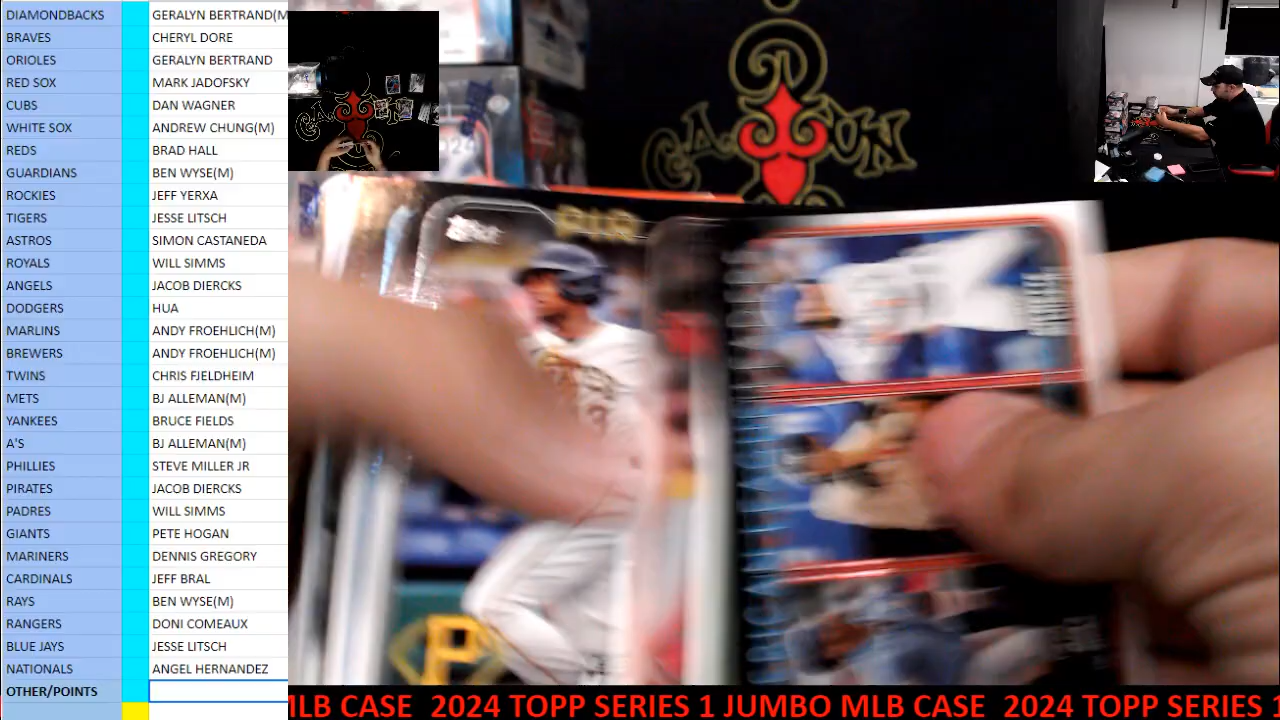 DIAMONDBACKS GERALYN BERTRAND(M
BRAVES CHERYL DORE
ORIOLES GERALYN BERTRAND
RED SOX MARK JADOFSKY
CUBS DAN WAGNER
WHITE SOX ANDREW CHUNG(M)
REDS BRAD HALL
GUARDIANS BEN WYSE(M)
ROCKIES JEFF YERXA
TIGERS JESSE LITSCH
ASTROS SIMON CASTANEDA
ROYALS WILL SIMMS
ANGELS JACOB DIERCKS
DODGERS HUA
MARLINS ANDY FROEHLICH(M)
BREWERS ANDY FROEHLICH(M)
TWINS CHRIS FJELDHEIM
METS BJ ALLEMAN(M)
YANKEES BRUCE FIELDS
A'S BJ ALLEMAN(M)
PHILLIES STEVE MILLER JR
PIRATES JACOB DIERCKS
PADRES WILL SIMMS
GIANTS PETE HOGAN
MARINERS DENNIS GREGORY
CARDINALS JEFF BRAL
RAYS BEN WYSE(M)
RANGERS DONI COMEAUX
BLUE JAYS JESSE LITSCH
NATIONALS ANGEL HERNANDEZ
OTHER/POINTS
CAJUN
PIR
P
MLB CASE 2024 TOPP SERIES 1 JUMBO MLB CASE 2024 TOPP SERIES 1